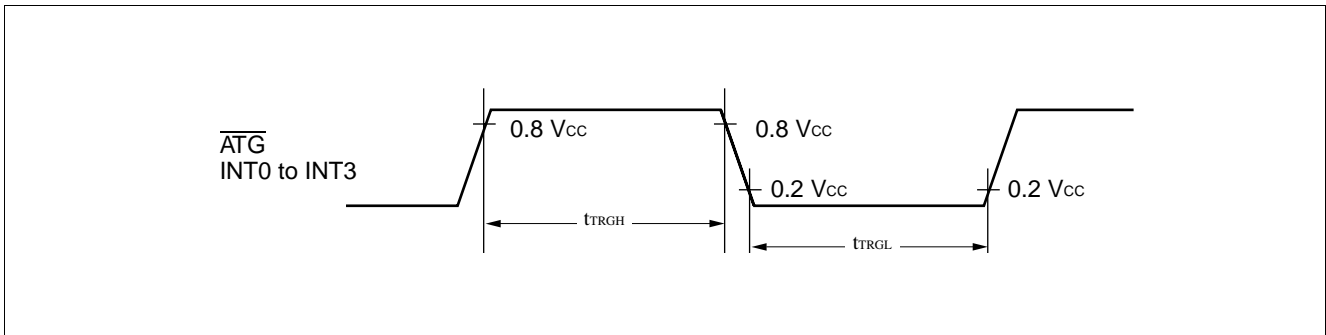 ATG
INT0 to INT3
0.8 VCC
0.8 VCC
0.2 VCC
0.2 VCC
tTRGH
tTRGL